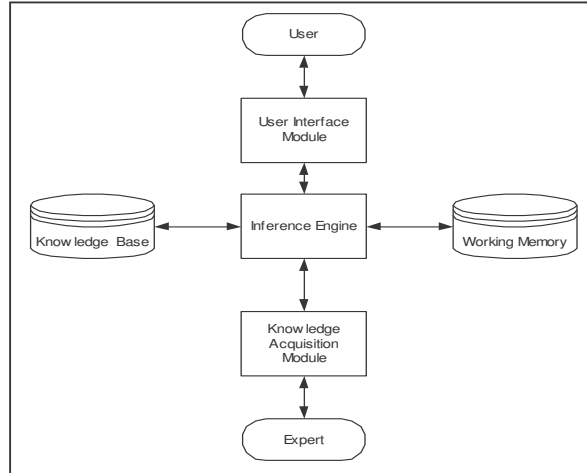 User
User Interface
Module
Knowledge Base
Inference Engine
Working Memory
Knowledge
Acquisition
Module
Expert